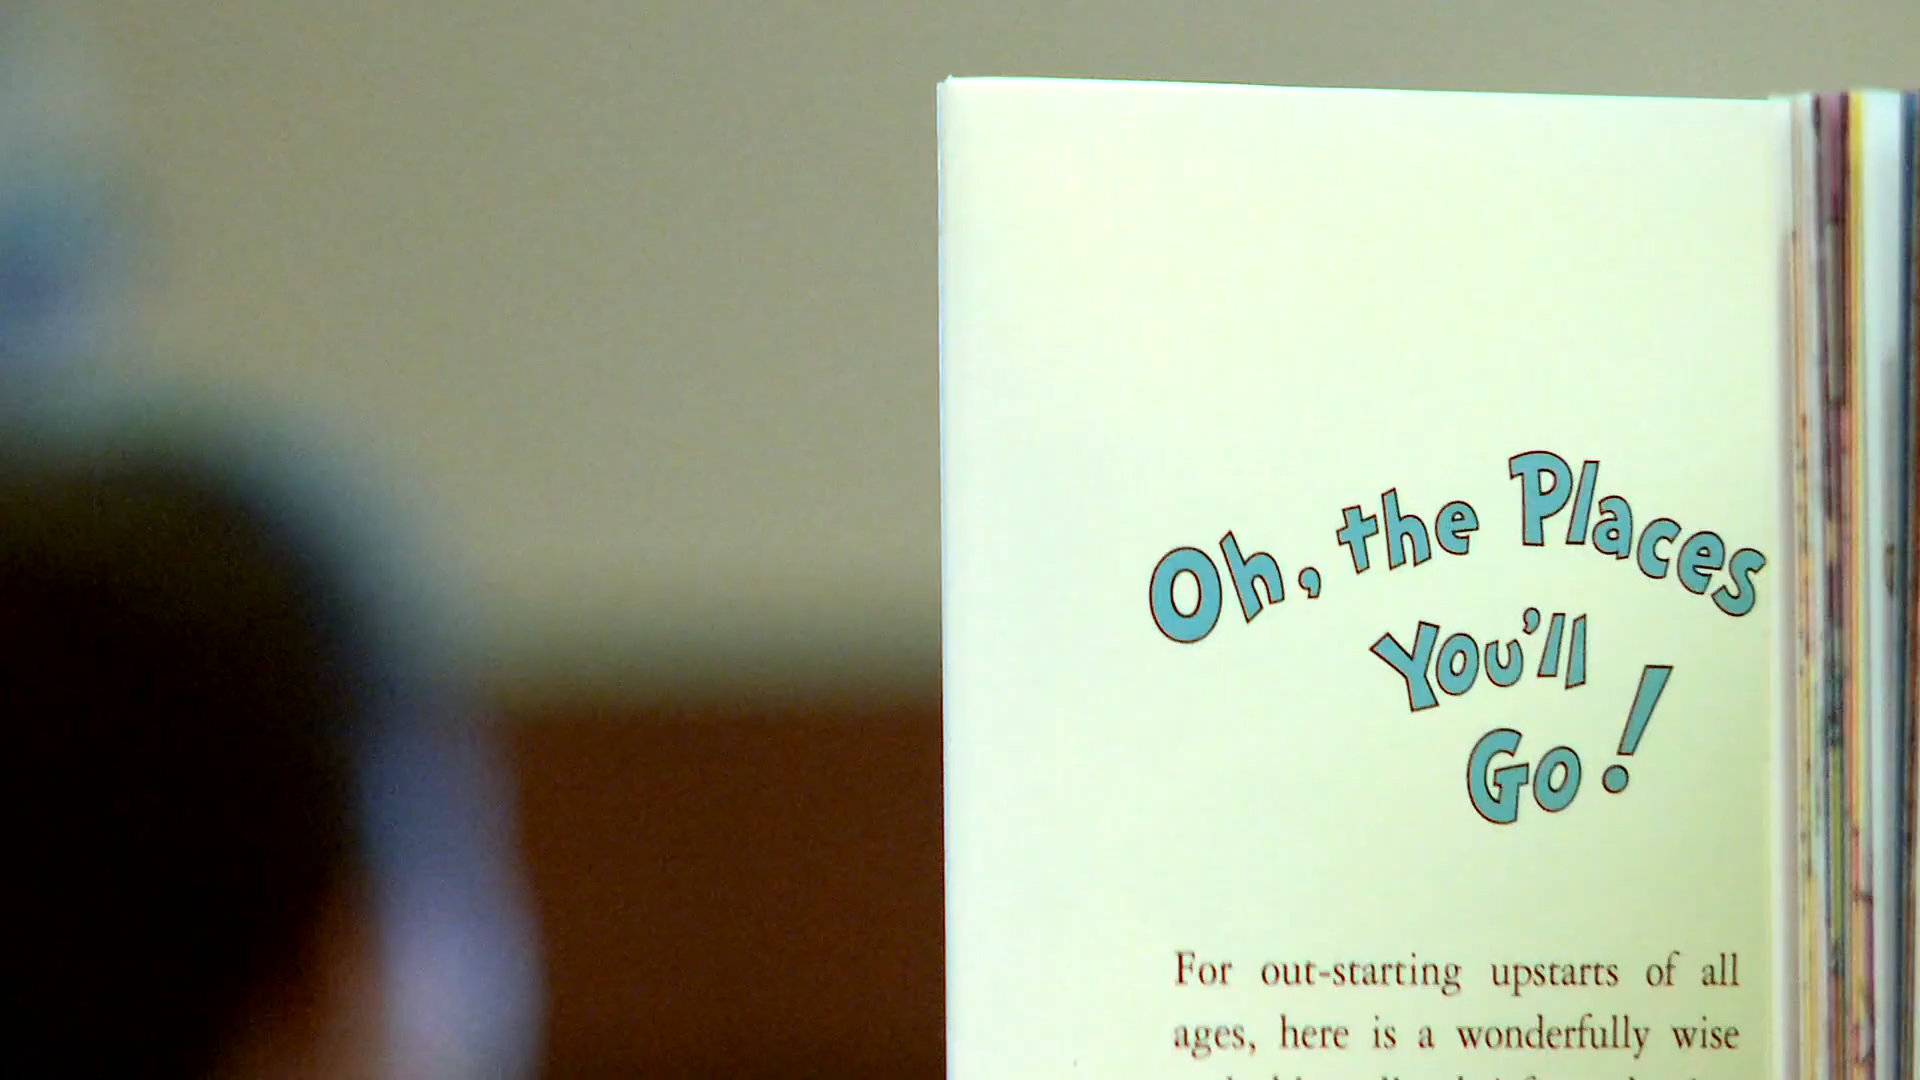 Oh, the Places
You'll
Go!
For out-starting upstarts of all
ages, here is a wonderfully wise